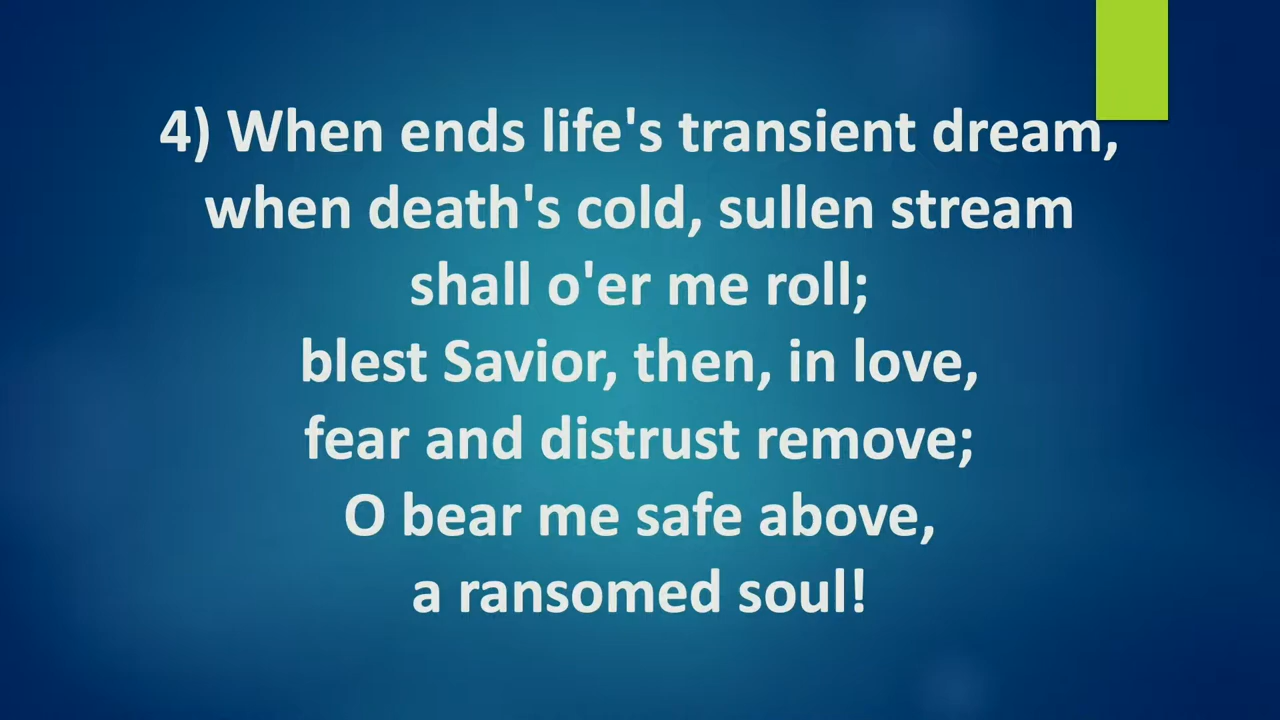 4) When ends life's transient dream,
when death's cold, sullen stream
shall o'er me roll;
blest Savior, then, in love,
fear and distrust remove;
O bear me safe above,
a ransomed soul!